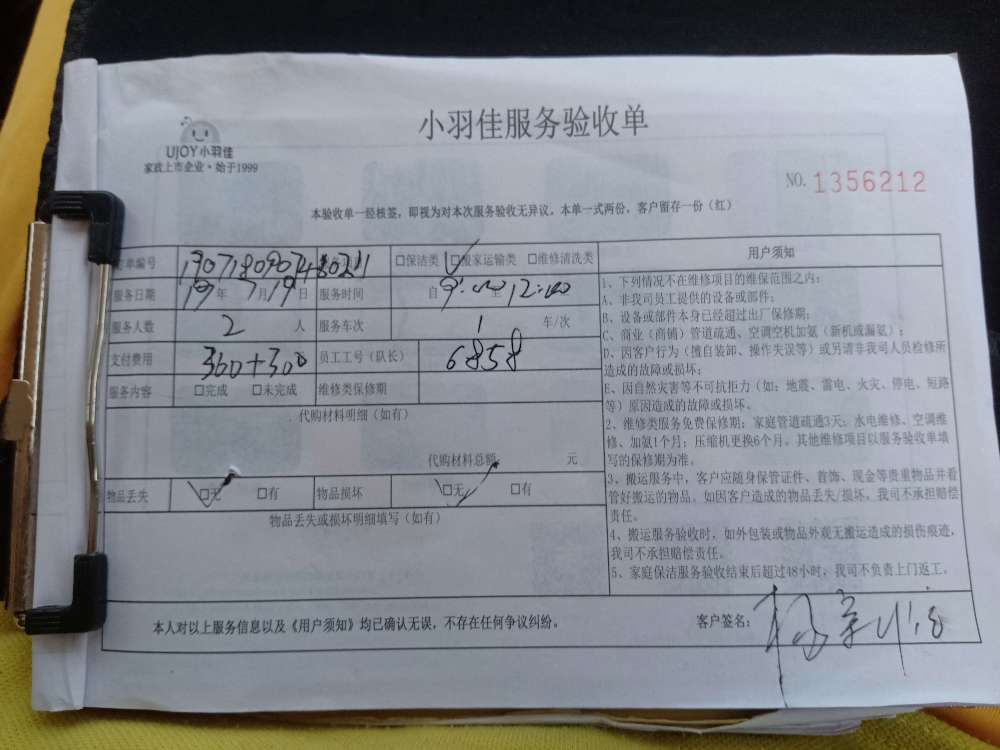 小羽佳服务验收单
UJOY小羽佳
家政上市企业·始于1999
NO. 1356212
本验收单一经核签，即视为对本次服务验收无异议。本单一式两份，客户留存一份（红）
单编号 □保洁类 □搬家运输类 □维修清洗类
服务日期 19年7月19日 服务时间 自9:00至12:00
服务人数 2人 服务车次 1 车/次
支付费用 360+300 员工工号（队长） 6858
服务内容 □完成 □未完成 维修类保修期
代购材料明细（如有）
代购材料总额 元
物品丢失 □无 □有 物品损坏 □无 □有
物品丢失或损坏明细填写（如有）
用户须知
1、下列情况不在维修项目的维保范围之内：
A、非我司员工提供的设备或部件；
B、设备或部件本身已经超过出厂保修期；
C、商业（商铺）管道疏通、空调空机加氨（新机或漏氨）；
D、因客户行为（擅自装卸、操作失误等）或另请非我司人员检修所
造成的故障或损坏；
E、因自然灾害等不可抗拒力（如：地震、雷电、火灾、停电、短路
等）原因造成的故障或损坏。
2、维修类服务免费保修期：家庭管道疏通3天；水电维修、空调维
修、加氨1个月；压缩机更换6个月。其他维修项目以服务验收单填
写的保修期为准。
3、搬运服务中，客户应随身保管证件、首饰、现金等贵重物品并看
管好搬运的物品。如因客户造成的物品丢失/损坏，我司不承担赔偿
责任。
4、搬运服务验收时，如外包装或物品外观无搬运造成的损伤痕迹，
我司不承担赔偿责任。
5、家庭保洁服务验收结束后超过48小时，我司不负责上门返工。
本人对以上服务信息以及《用户须知》均已确认无误，不存在任何争议纠纷。 客户签名：